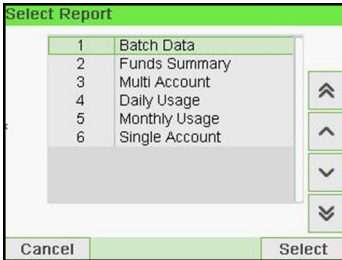 Select Report
1 Batch Data
2 Funds Summary
3 Multi Account
4 Daily Usage
5 Monthly Usage
6 Single Account
Cancel Select